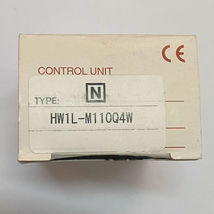 CONTROL UNIT
CE
TYPE:
N
HW1L-M110Q4W